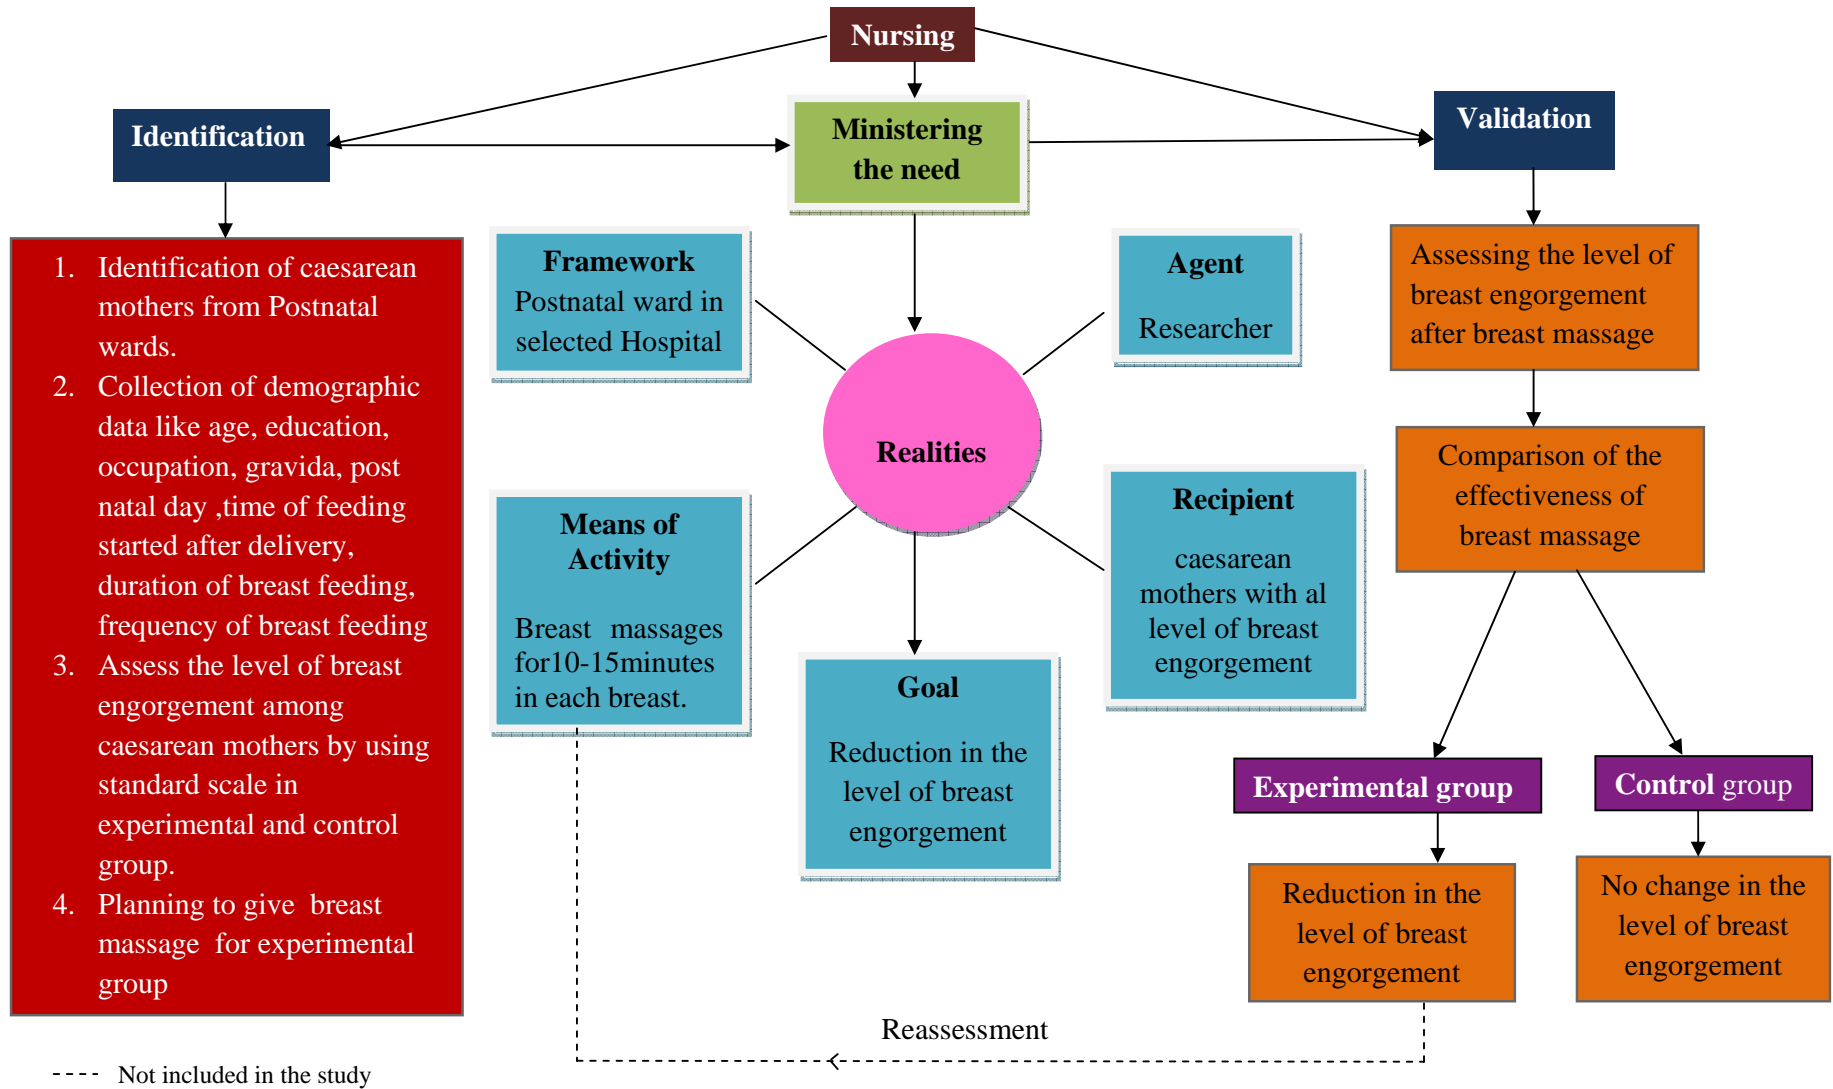 Nursing
Identification
Ministering
the need
Validation
1. Identification of caesarean
mothers from Postnatal
wards.
2. Collection of demographic
data like age, education,
occupation, gravida, post
natal day ,time of feeding
started after delivery,
duration of breast feeding,
frequency of breast feeding
3. Assess the level of breast
engorgement among
caesarean mothers by using
standard scale in
experimental and control
group.
4. Planning to give breast
massage for experimental
group
Framework
Postnatal ward in
selected Hospital
Agent
Researcher
Realities
Means of
Activity
Breast massages
for10-15minutes
in each breast.
Goal
Reduction in the
level of breast
engorgement
Recipient
caesarean
mothers with al
level of breast
engorgement
Assessing the level of
breast engorgement
after breast massage
Comparison of the
effectiveness of
breast massage
Experimental group
Control group
Reduction in the
level of breast
engorgement
No change in the
level of breast
engorgement
Reassessment
Not included in the study